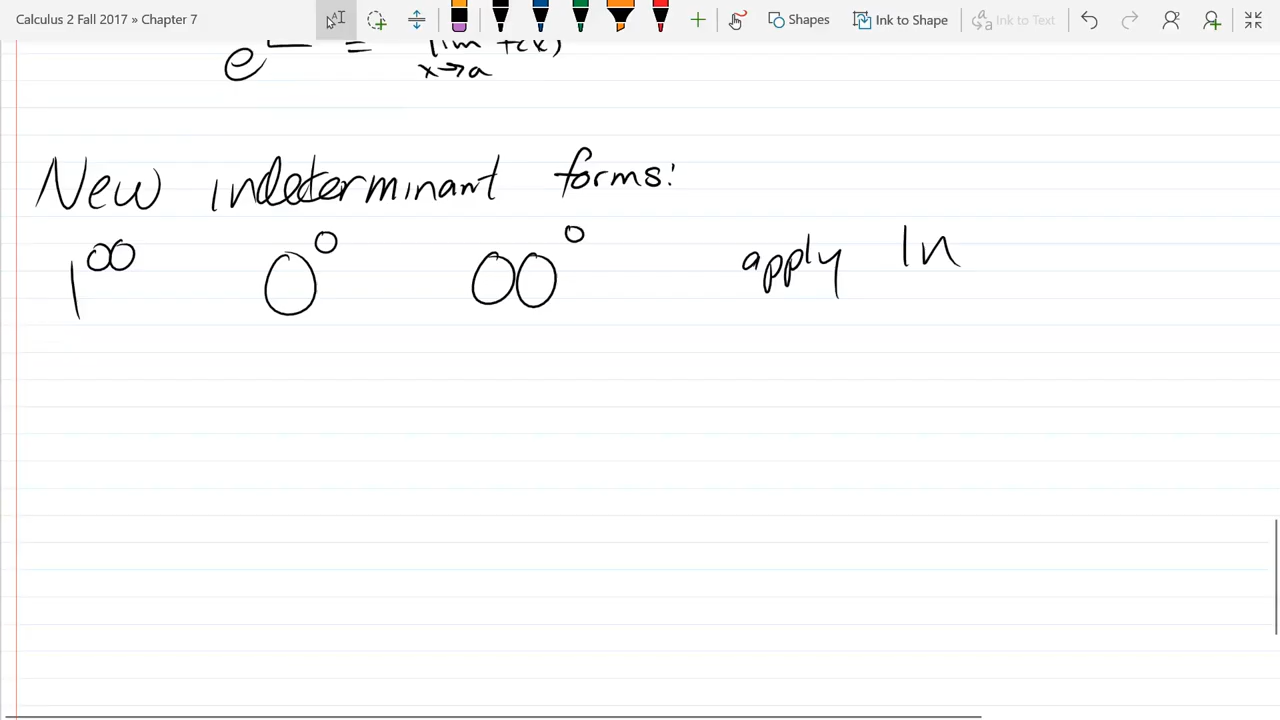 Calculus 2 Fall 2017 » Chapter 7
Shapes
Ink to Shape
Ink to Text
e^L = lim f(x)
x→a
New indeterminant forms:
1^∞ 0^0 ∞^0 apply ln